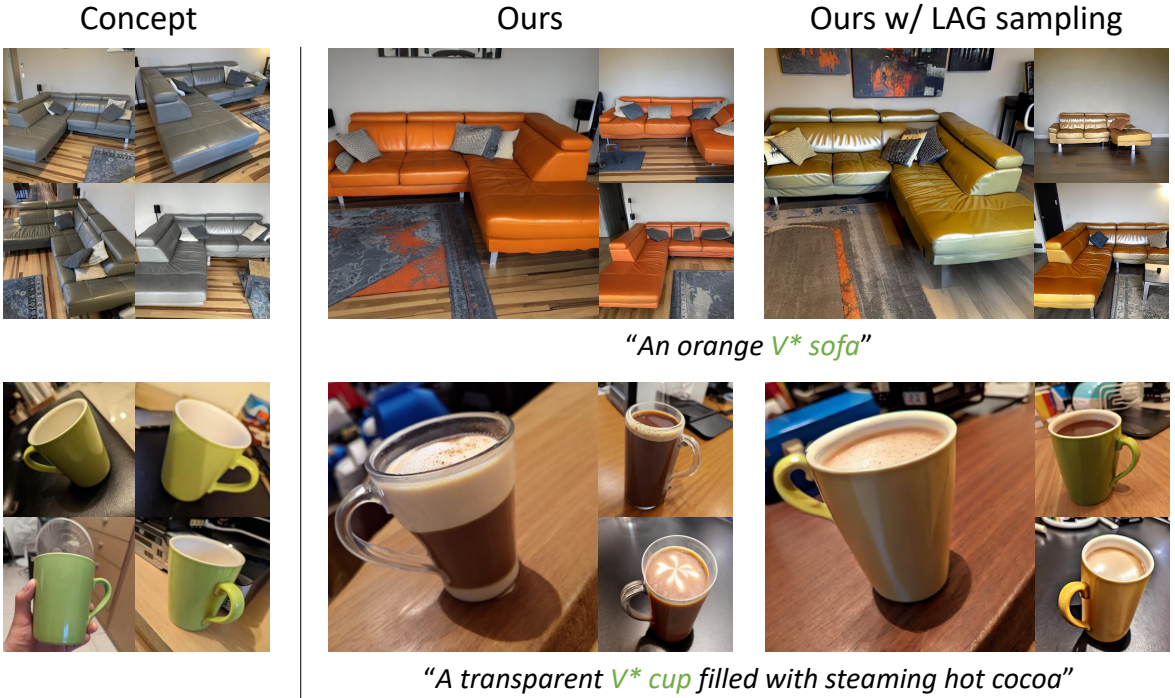 Concept
Ours
Ours w/ LAG sampling
“An orange V* sofa”
“A transparent V* cup filled with steaming hot cocoa”